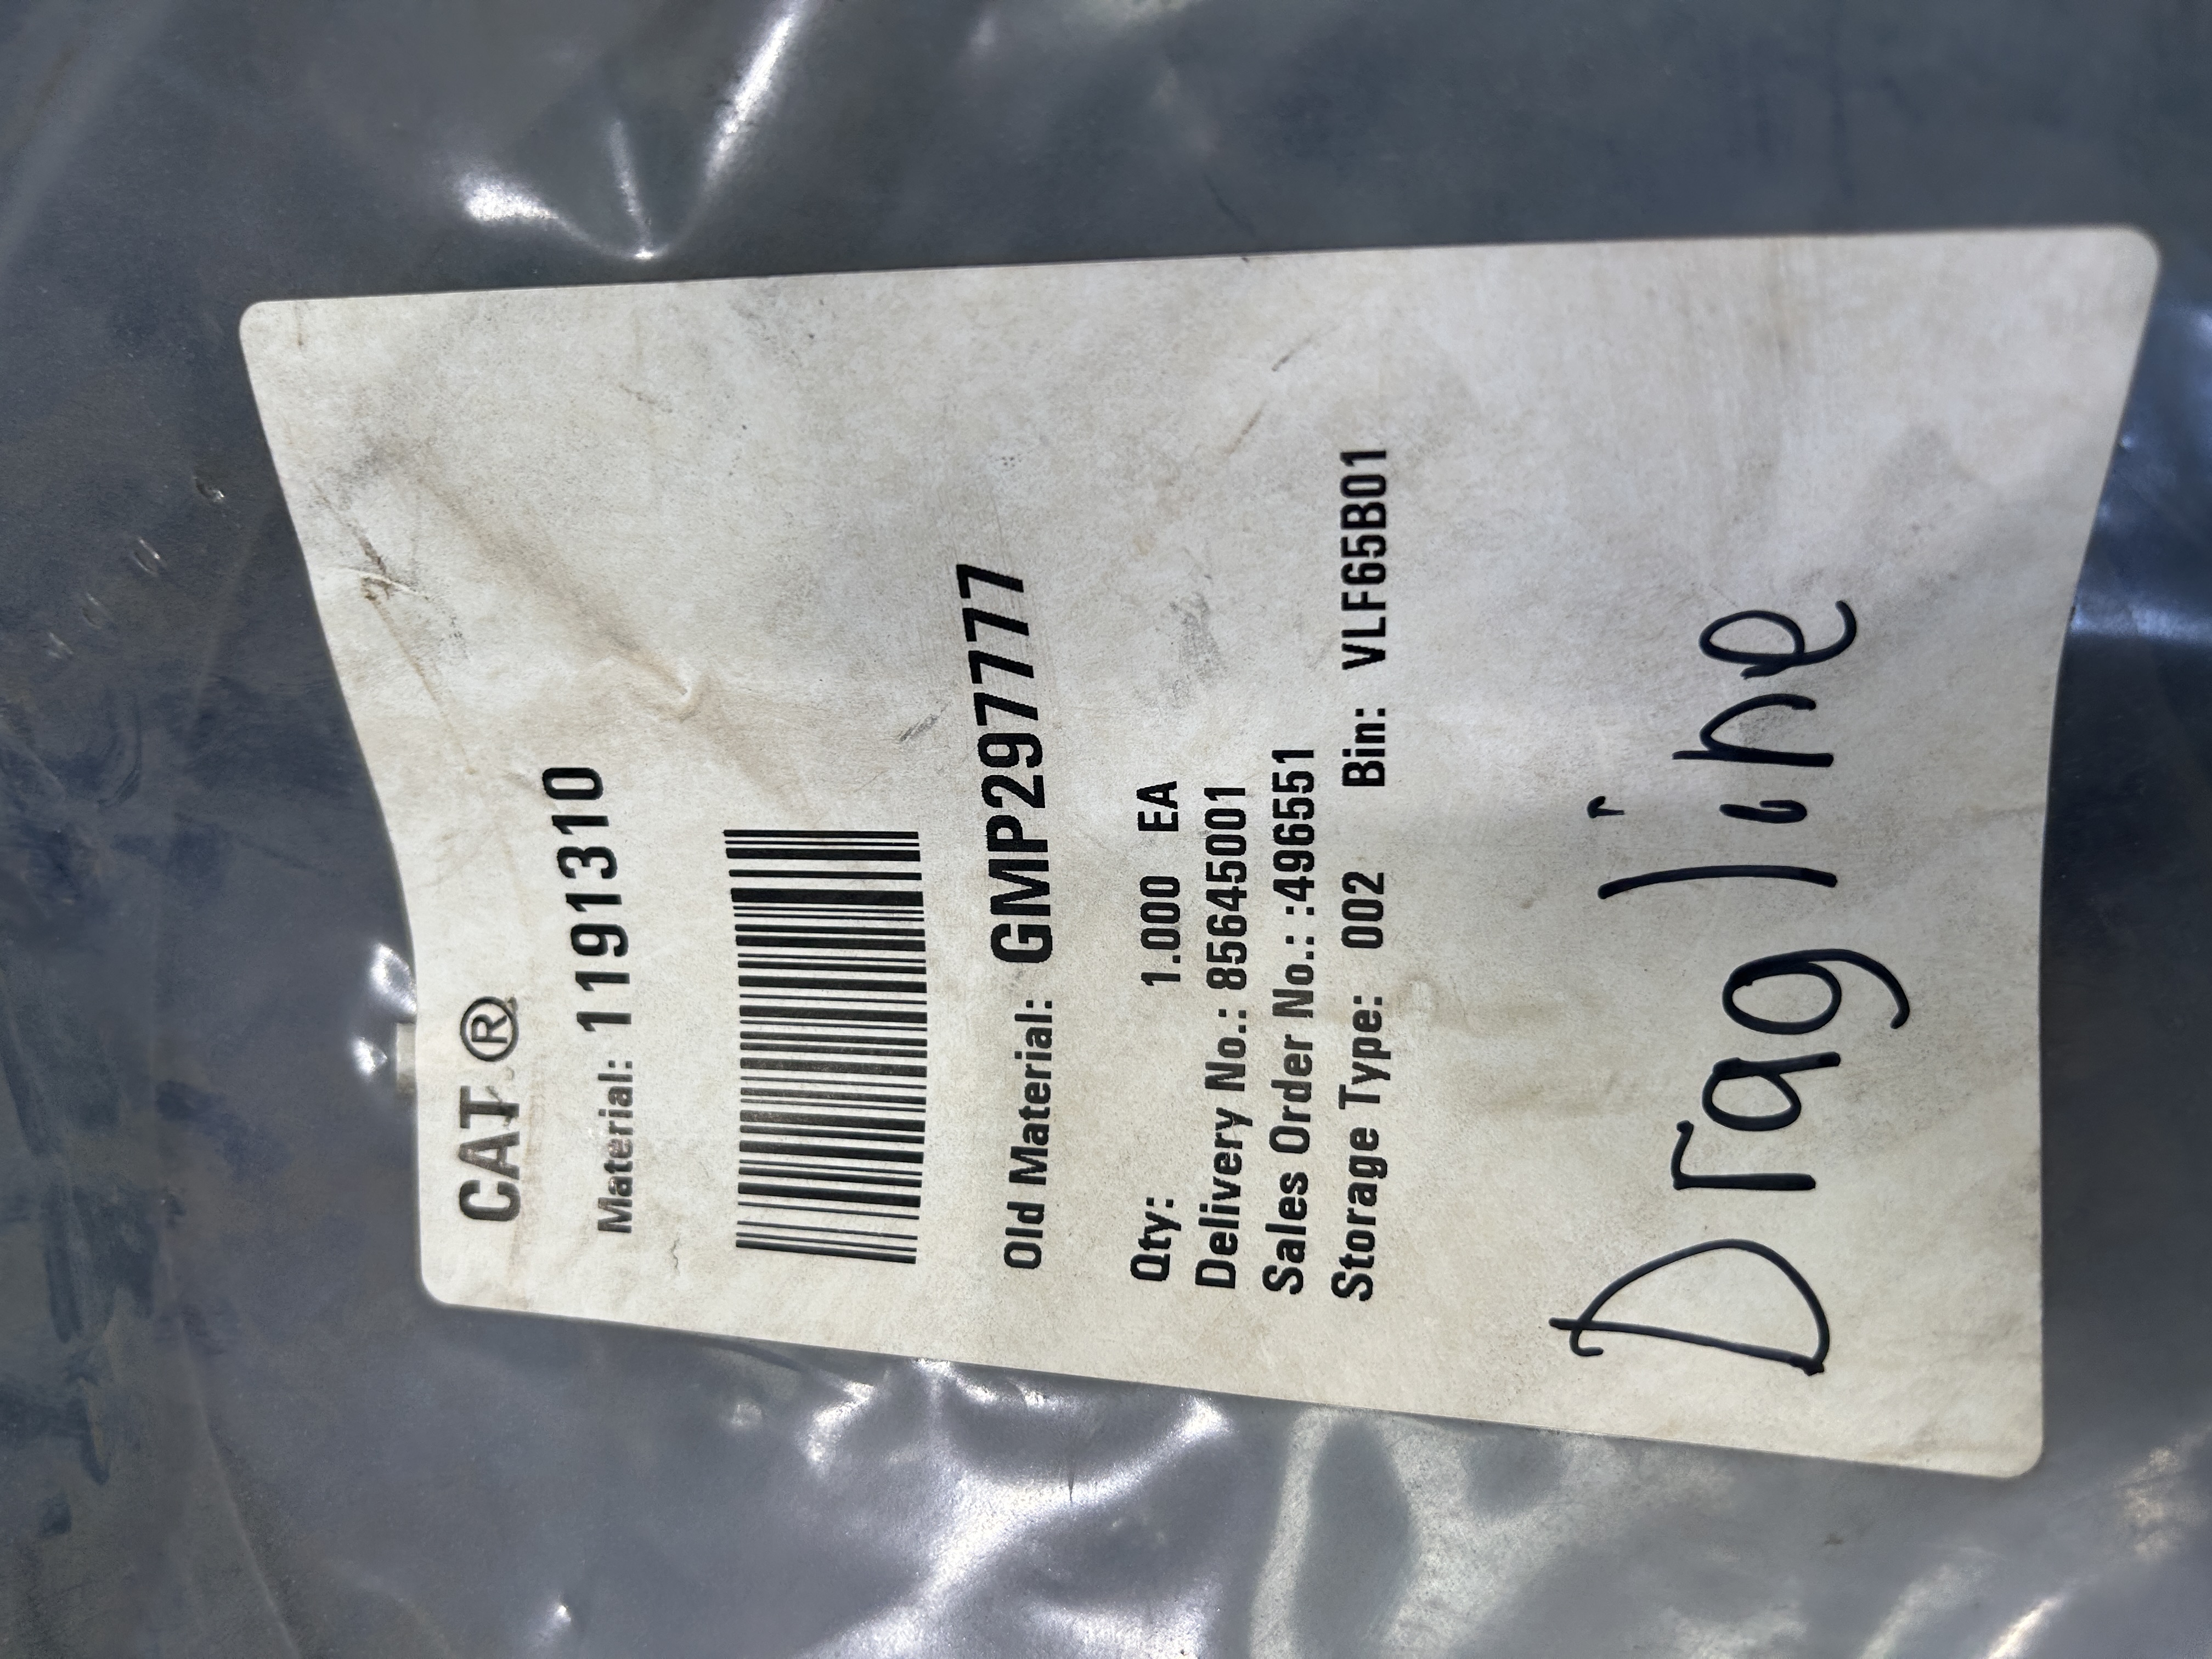 CAT ®
Material: 1191310
Old Material: GMP297777
Qty: 1.000 EA
Delivery No.: 85645001
Sales Order No.: :496551
Storage Type: 002 Bin: VLF65B01
Dragline